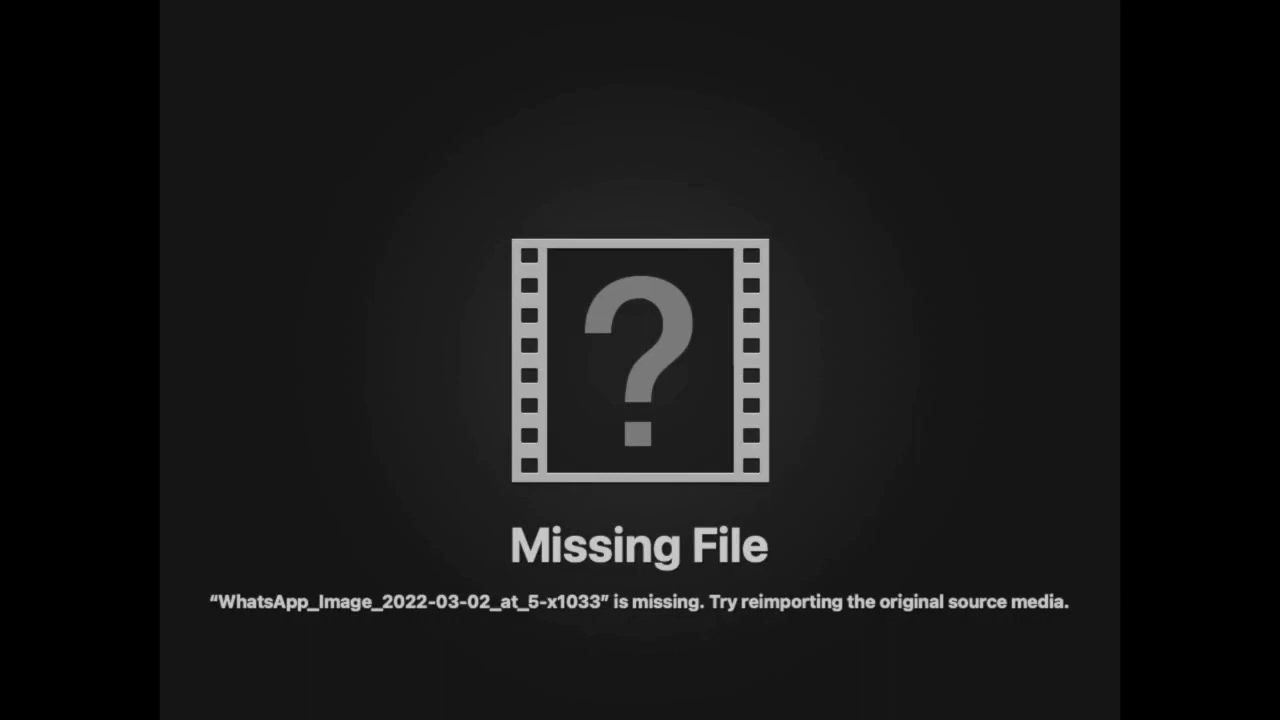 ?
Missing File
“WhatsApp_Image_2022-03-02_at_5-x1033” is missing. Try reimporting the original source media.